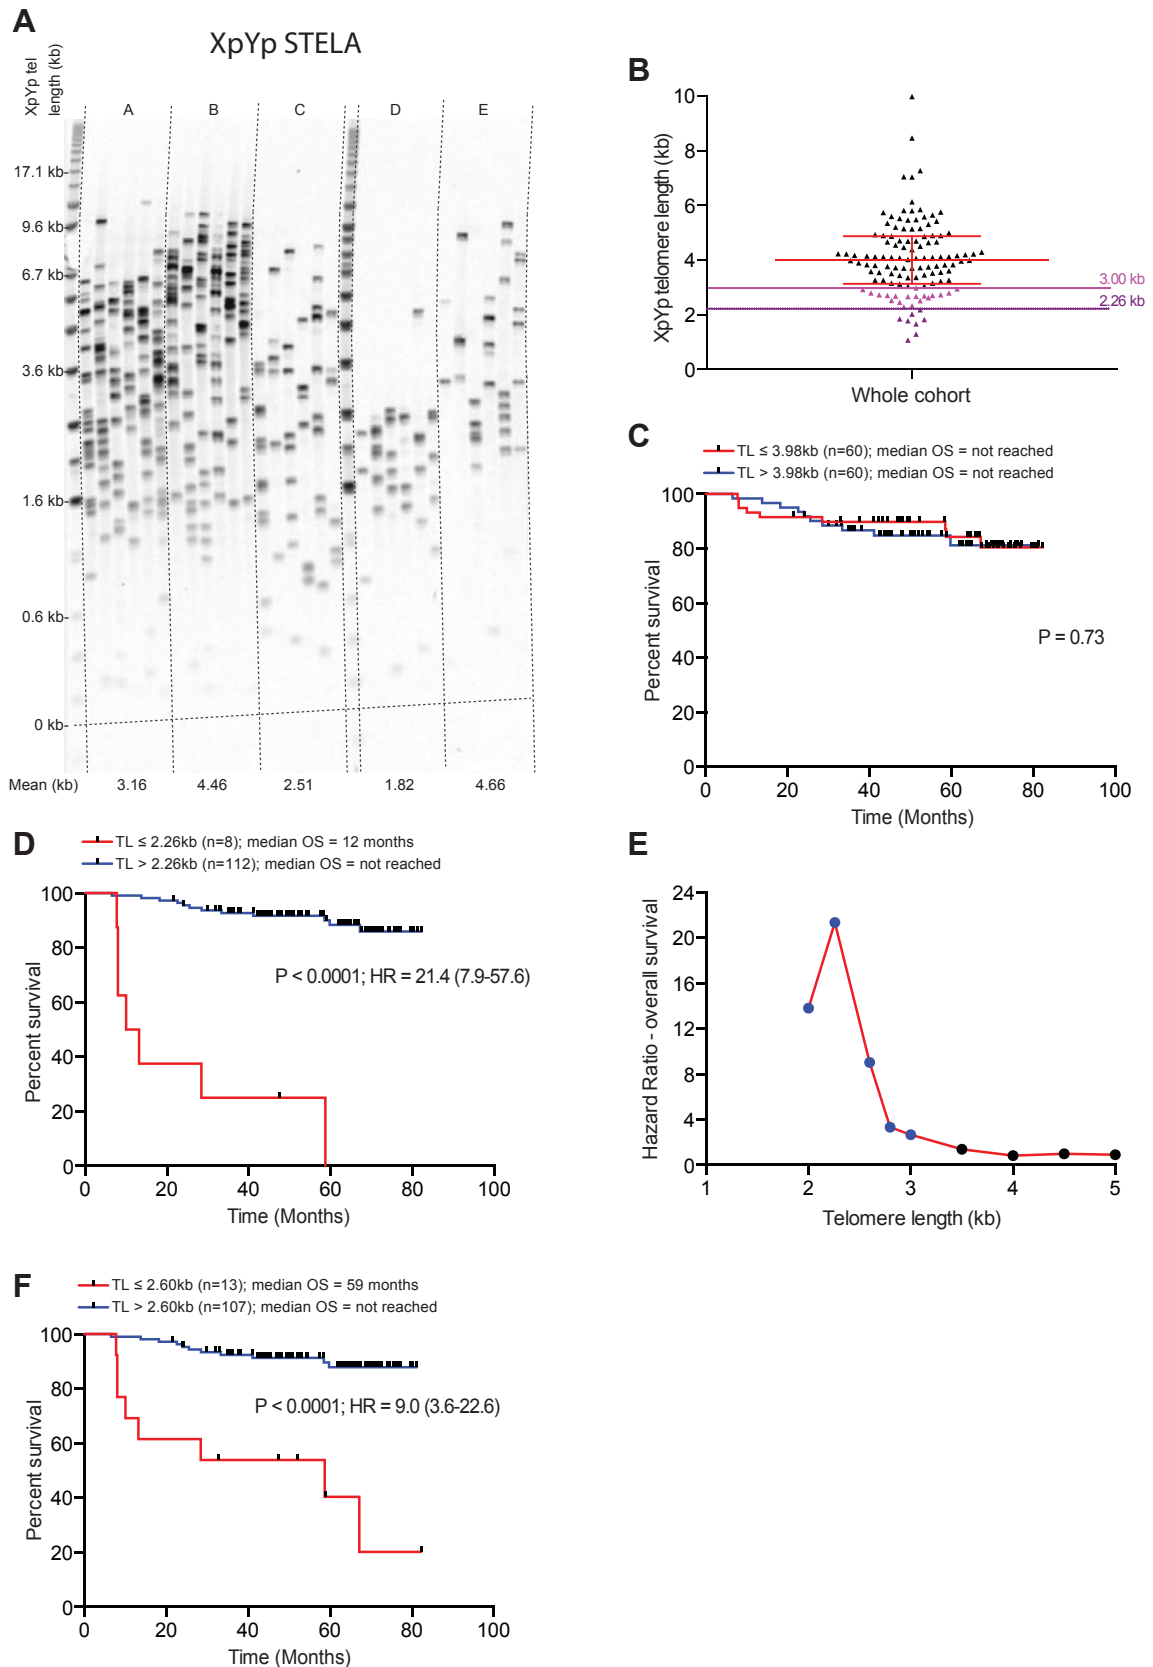 A
XpYp STELA
XpYp tel
length (kb)
A B C D E
17.1 kb-
9.6 kb-
6.7 kb-
3.6 kb-
1.6 kb-
0.6 kb-
0 kb-
Mean (kb) 3.16 4.46 2.51 1.82 4.66
B
XpYp telomere length (kb)
10
8
6
4
2
0
3.00 kb
2.26 kb
Whole cohort
C
TL ≤ 3.98kb (n=60); median OS = not reached
TL > 3.98kb (n=60); median OS = not reached
Percent survival
100
80
60
40
20
0
P = 0.73
0 20 40 60 80 100
Time (Months)
D
TL ≤ 2.26kb (n=8); median OS = 12 months
TL > 2.26kb (n=112); median OS = not reached
Percent survival
100
80
60
40
20
0
P < 0.0001; HR = 21.4 (7.9-57.6)
0 20 40 60 80 100
Time (Months)
E
Hazard Ratio - overall survival
24
20
16
12
8
4
0
1 2 3 4 5
Telomere length (kb)
F
TL ≤ 2.60kb (n=13); median OS = 59 months
TL > 2.60kb (n=107); median OS = not reached
Percent survival
100
80
60
40
20
0
P < 0.0001; HR = 9.0 (3.6-22.6)
0 20 40 60 80 100
Time (Months)